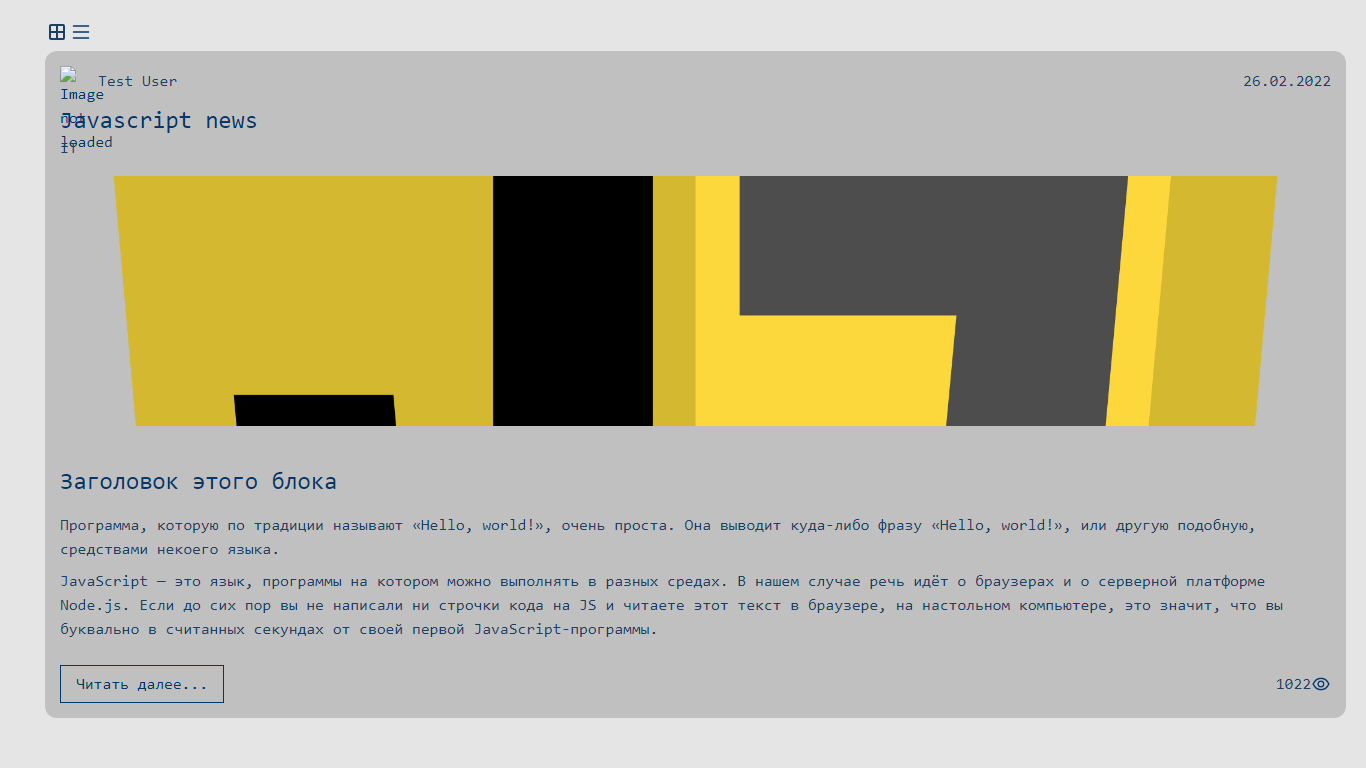 Test User
26.02.2022
Image
not
loaded
Javascript news
IT
Заголовок этого блока
Программа, которую по традиции называют «Hello, world!», очень проста. Она выводит куда-либо фразу «Hello, world!», или другую подобную,
средствами некоего языка.
JavaScript — это язык, программы на котором можно выполнять в разных средах. В нашем случае речь идёт о браузерах и о серверной платформе
Node.js. Если до сих пор вы не написали ни строчки кода на JS и читаете этот текст в браузере, на настольном компьютере, это значит, что вы
буквально в считанных секундах от своей первой JavaScript-программы.
Читать далее...
1022